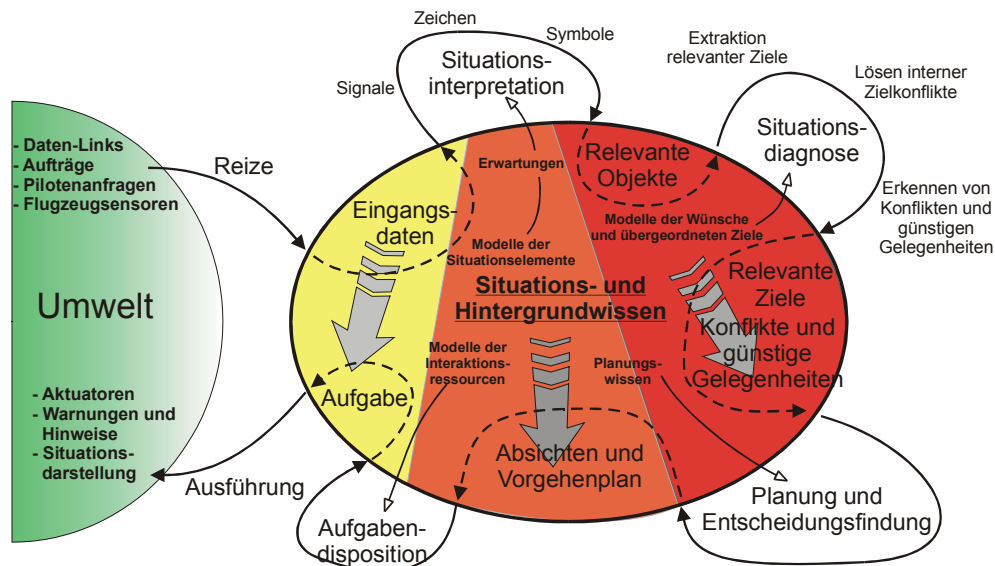 Zeichen
Symbole
Signale
Situations-
interpretation
Extraktion
relevanter Ziele
Lösen interner
Zielkonflikte
Situations-
diagnose
Erkennen von
Konflikten und
günstigen
Gelegenheiten
- Daten-Links
- Aufträge
- Pilotenanfragen
- Flugzeugsensoren
Reize
Umwelt
- Aktuatoren
- Warnungen und
Hinweise
- Situations-
darstellung
Ausführung
Eingangs-
daten
Aufgabe
Erwartungen
Modelle der
Situationselemente
Situations- und
Hintergrundwissen
Modelle der
Interaktions-
ressourcen
Planungs-
wissen
Absichten und
Vorgehenplan
Relevante
Objekte
Modelle der Wünsche
und übergeordneten Ziele
Relevante
Ziele
Konflikte und
günstige
Gelegenheiten
Aufgaben-
disposition
Planung und
Entscheidungsfindung